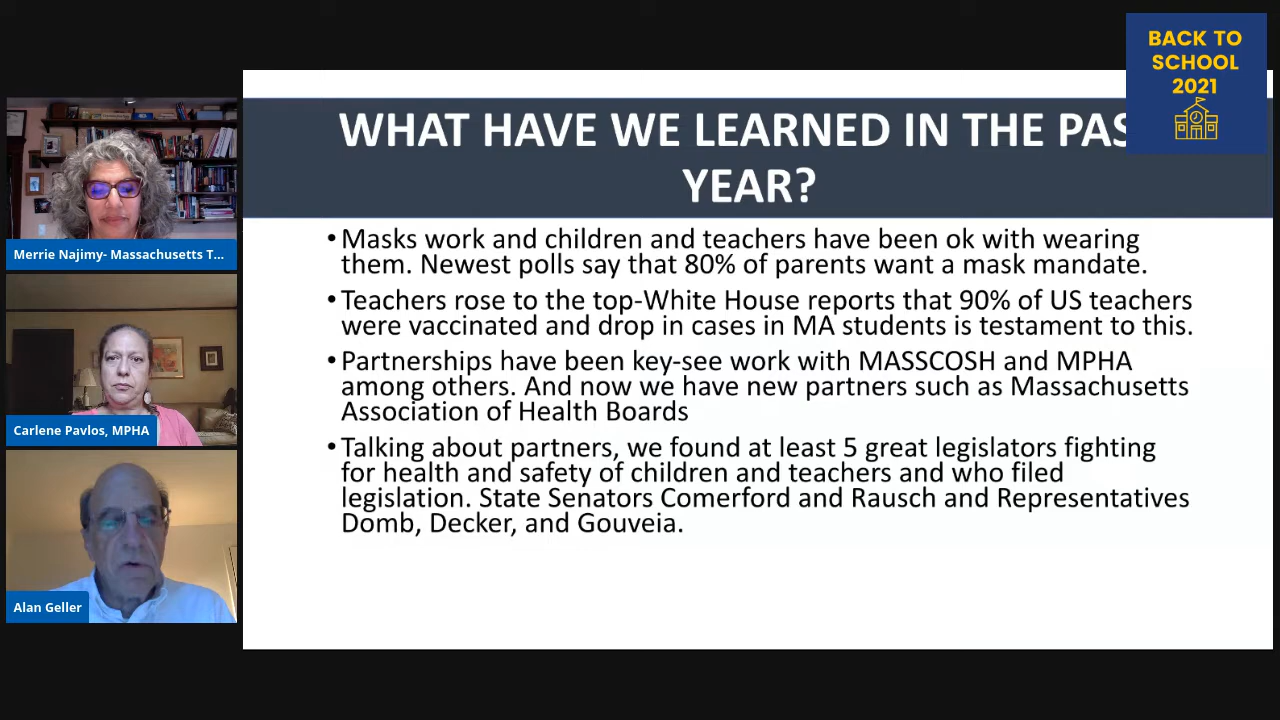 BACK TO
SCHOOL
2021
WHAT HAVE WE LEARNED IN THE PAS
YEAR?
• Masks work and children and teachers have been ok with wearing
them. Newest polls say that 80% of parents want a mask mandate.
• Teachers rose to the top-White House reports that 90% of US teachers
were vaccinated and drop in cases in MA students is testament to this.
• Partnerships have been key-see work with MASSCOSH and MPHA
among others. And now we have new partners such as Massachusetts
Association of Health Boards
• Talking about partners, we found at least 5 great legislators fighting
for health and safety of children and teachers and who filed
legislation. State Senators Comerford and Rausch and Representatives
Domb, Decker, and Gouveia.
Merrie Najimy- Massachusetts T...
Carlene Pavlos, MPHA
Alan Geller